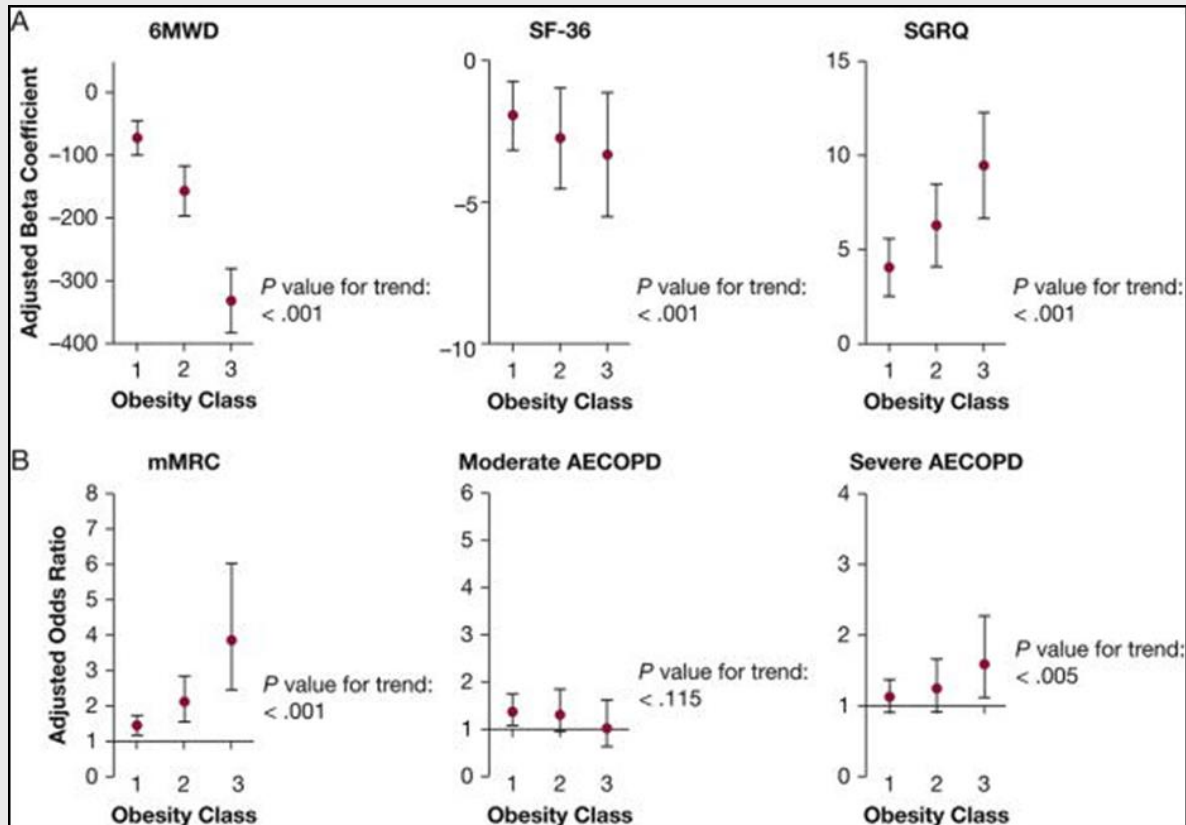 A
6MWD
SF-36
SGRQ
Adjusted Beta Coefficient
0
−100
−200
−300
−400
1 2 3
Obesity Class
P value for trend:
< .001
0
−5
−10
1 2 3
Obesity Class
P value for trend:
< .001
15
10
5
0
1 2 3
Obesity Class
P value for trend:
< .001
B
mMRC
Moderate AECOPD
Severe AECOPD
Adjusted Odds Ratio
8
7
6
5
4
3
2
1
0
1 2 3
Obesity Class
P value for trend:
< .001
6
5
4
3
2
1
0
1 2 3
Obesity Class
P value for trend:
< .115
4
3
2
1
0
1 2 3
Obesity Class
P value for trend:
< .005